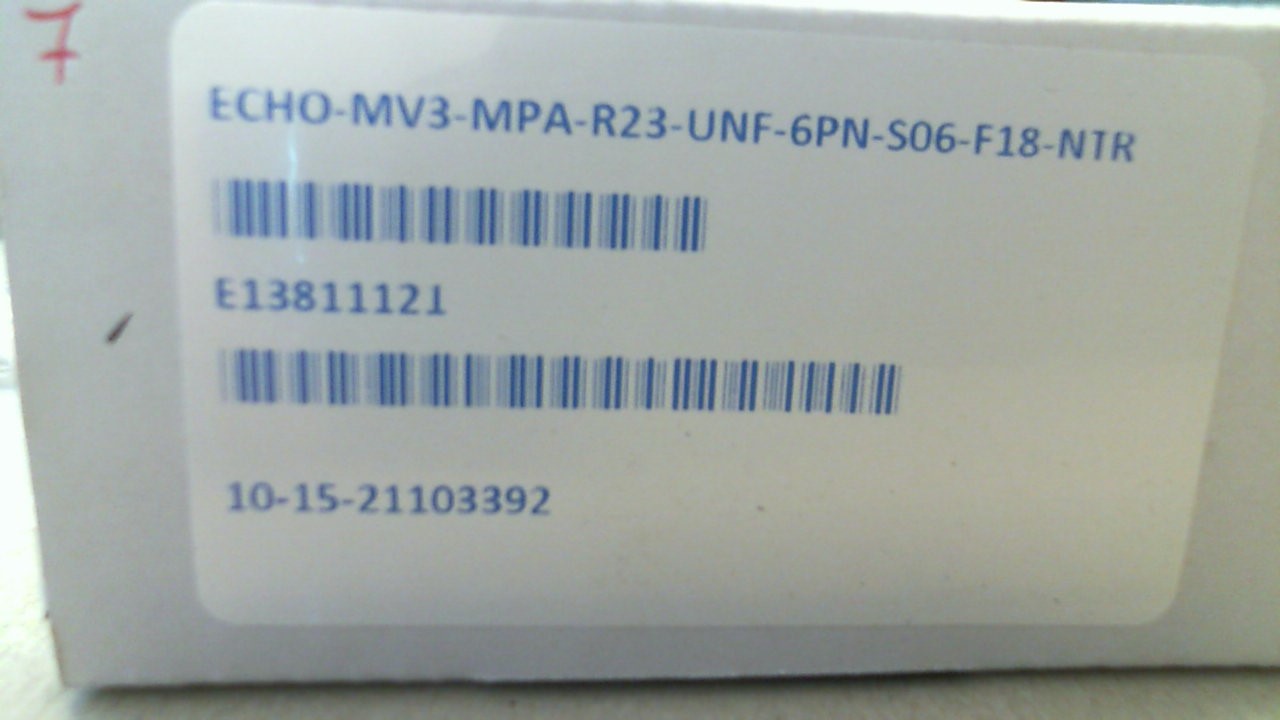 7
ECHO-MV3-MPA-R23-UNF-6PN-S06-F18-NTR
E13811121
10-15-21103392